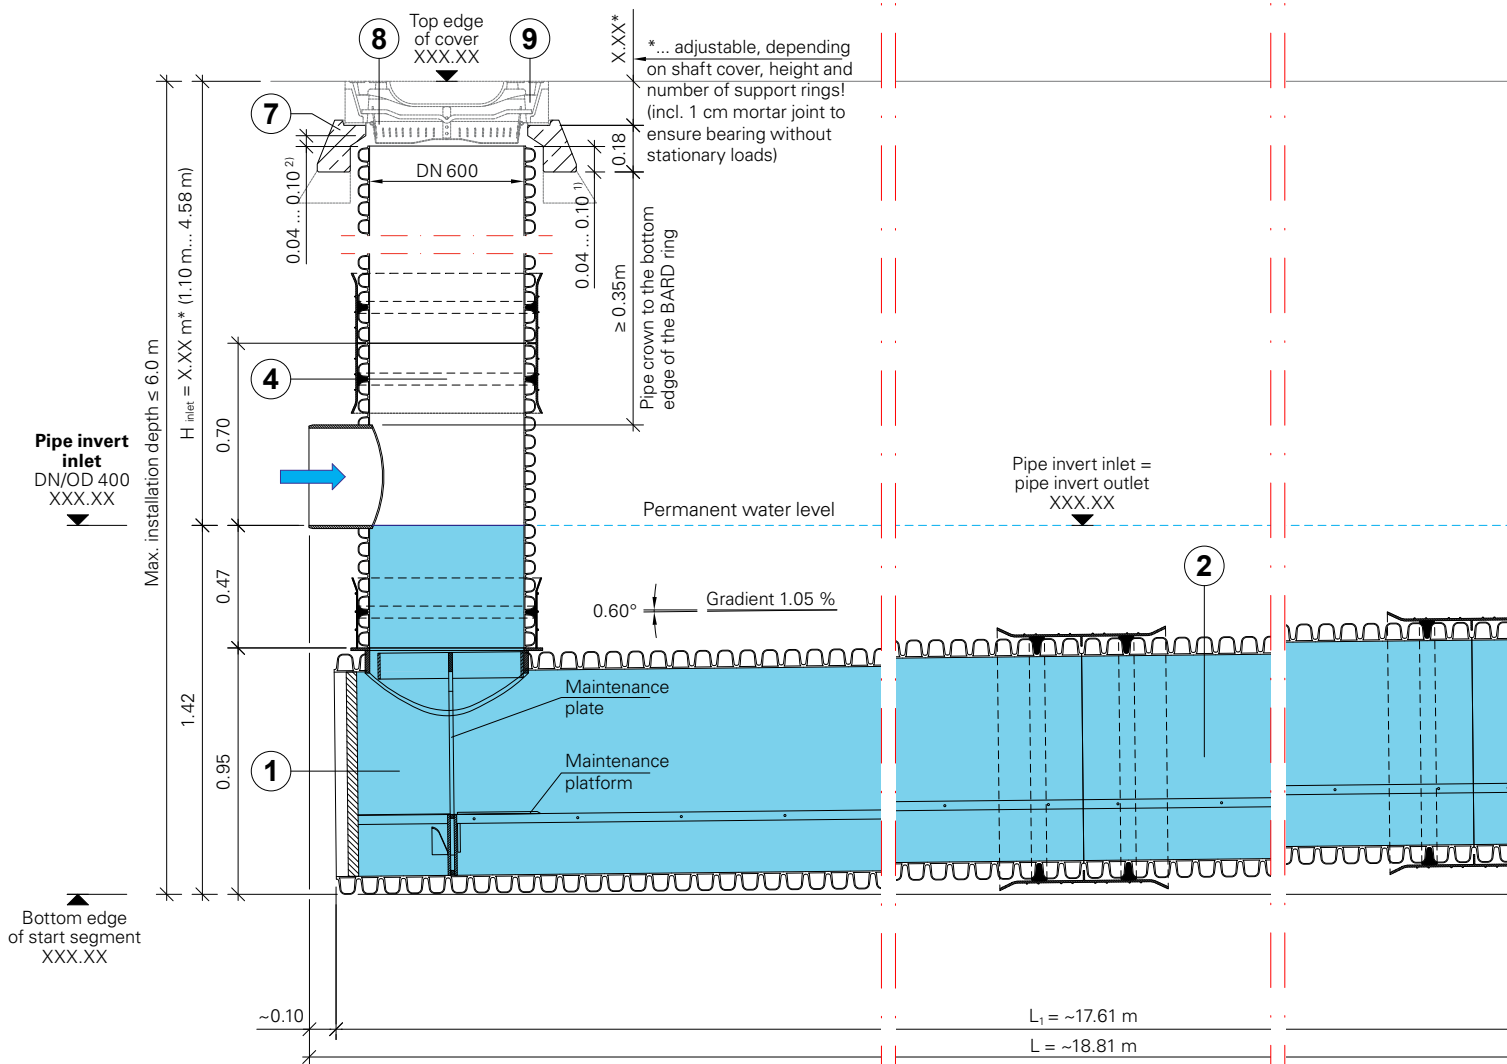 Top edge
of cover
XXX.XX
8
9
7
X.XX*
*... adjustable, depending
on shaft cover, height and
number of support rings!
(incl. 1 cm mortar joint to
ensure bearing without
stationary loads)
0.18
DN 600
0.04 ... 0.10 2)
0.04 ... 0.10 1)
≥ 0.35m
Pipe crown to the bottom
edge of the BARD ring
Max. installation depth ≤ 6.0 m
H inlet = X.XX m* (1.10 m... 4.58 m)
4
0.70
Pipe invert
inlet
DN/OD 400
XXX.XX
Permanent water level
Pipe invert inlet =
pipe invert outlet
XXX.XX
0.47
0.60°
Gradient 1.05 %
2
1.42
0.95
1
Maintenance
plate
Maintenance
platform
Bottom edge
of start segment
XXX.XX
~0.10
L1 = ~17.61 m
L = ~18.81 m